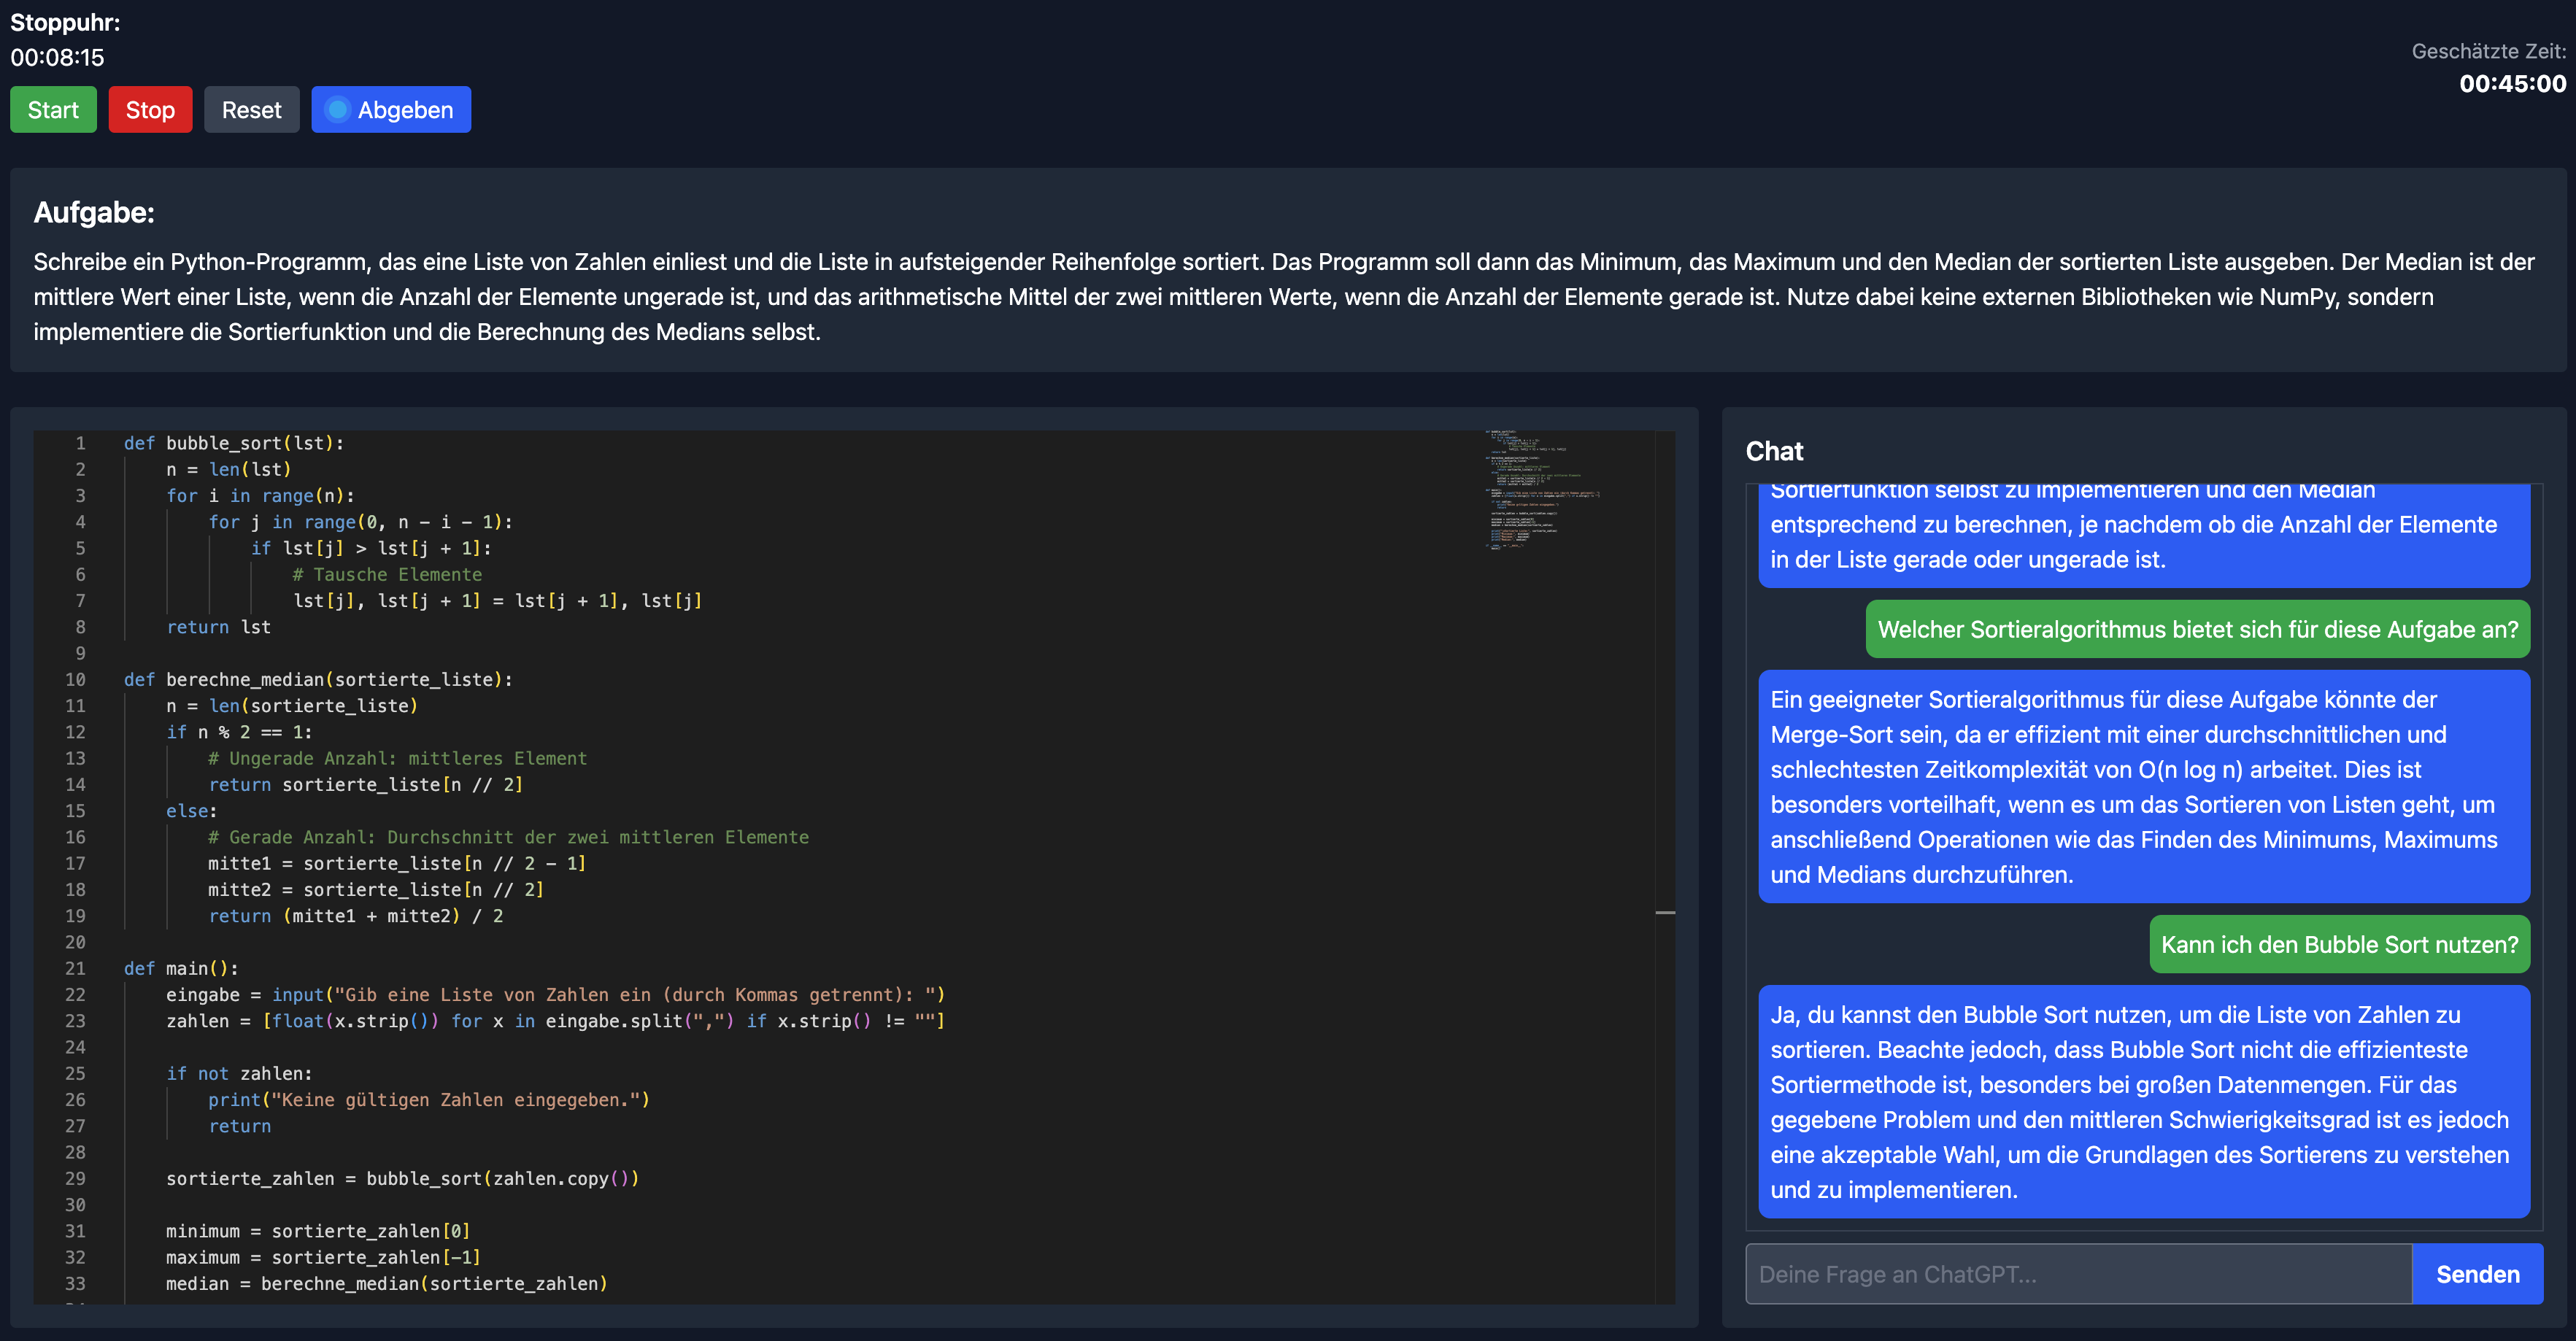 Stoppuhr:
00:08:15
Start Stop Reset Abgeben
Geschätzte Zeit:
00:45:00
Aufgabe:
Schreibe ein Python-Programm, das eine Liste von Zahlen einliest und die Liste in aufsteigender Reihenfolge sortiert. Das Programm soll dann das Minimum, das Maximum und den Median der sortierten Liste ausgeben. Der Median ist der
mittlere Wert einer Liste, wenn die Anzahl der Elemente ungerade ist, und das arithmetische Mittel der zwei mittleren Werte, wenn die Anzahl der Elemente gerade ist. Nutze dabei keine externen Bibliotheken wie NumPy, sondern
implementiere die Sortierfunktion und die Berechnung des Medians selbst.
1 def bubble_sort(lst):
2     n = len(lst)
3     for i in range(n):
4         for j in range(0, n - i - 1):
5             if lst[j] > lst[j + 1]:
6                 # Tausche Elemente
7                 lst[j], lst[j + 1] = lst[j + 1], lst[j]
8     return lst
9
10 def berechne_median(sortierte_liste):
11     n = len(sortierte_liste)
12     if n % 2 == 1:
13         # Ungerade Anzahl: mittleres Element
14         return sortierte_liste[n // 2]
15     else:
16         # Gerade Anzahl: Durchschnitt der zwei mittleren Elemente
17         mitte1 = sortierte_liste[n // 2 - 1]
18         mitte2 = sortierte_liste[n // 2]
19         return (mitte1 + mitte2) / 2
20
21 def main():
22     eingabe = input("Gib eine Liste von Zahlen ein (durch Kommas getrennt): ")
23     zahlen = [float(x.strip()) for x in eingabe.split(",") if x.strip() != ""]
24
25     if not zahlen:
26         print("Keine gültigen Zahlen eingegeben.")
27         return
28
29     sortierte_zahlen = bubble_sort(zahlen.copy())
30
31     minimum = sortierte_zahlen[0]
32     maximum = sortierte_zahlen[-1]
33     median = berechne_median(sortierte_zahlen)
Chat
Sortierfunktion selbst zu implementieren und den Median
entsprechend zu berechnen, je nachdem ob die Anzahl der Elemente
in der Liste gerade oder ungerade ist.
Welcher Sortieralgorithmus bietet sich für diese Aufgabe an?
Ein geeigneter Sortieralgorithmus für diese Aufgabe könnte der
Merge-Sort sein, da er effizient mit einer durchschnittlichen und
schlechtesten Zeitkomplexität von O(n log n) arbeitet. Dies ist
besonders vorteilhaft, wenn es um das Sortieren von Listen geht, um
anschließend Operationen wie das Finden des Minimums, Maximums
und Medians durchzuführen.
Kann ich den Bubble Sort nutzen?
Ja, du kannst den Bubble Sort nutzen, um die Liste von Zahlen zu
sortieren. Beachte jedoch, dass Bubble Sort nicht die effizienteste
Sortiermethode ist, besonders bei großen Datenmengen. Für das
gegebene Problem und den mittleren Schwierigkeitsgrad ist es jedoch
eine akzeptable Wahl, um die Grundlagen des Sortierens zu verstehen
und zu implementieren.
Deine Frage an ChatGPT... Senden